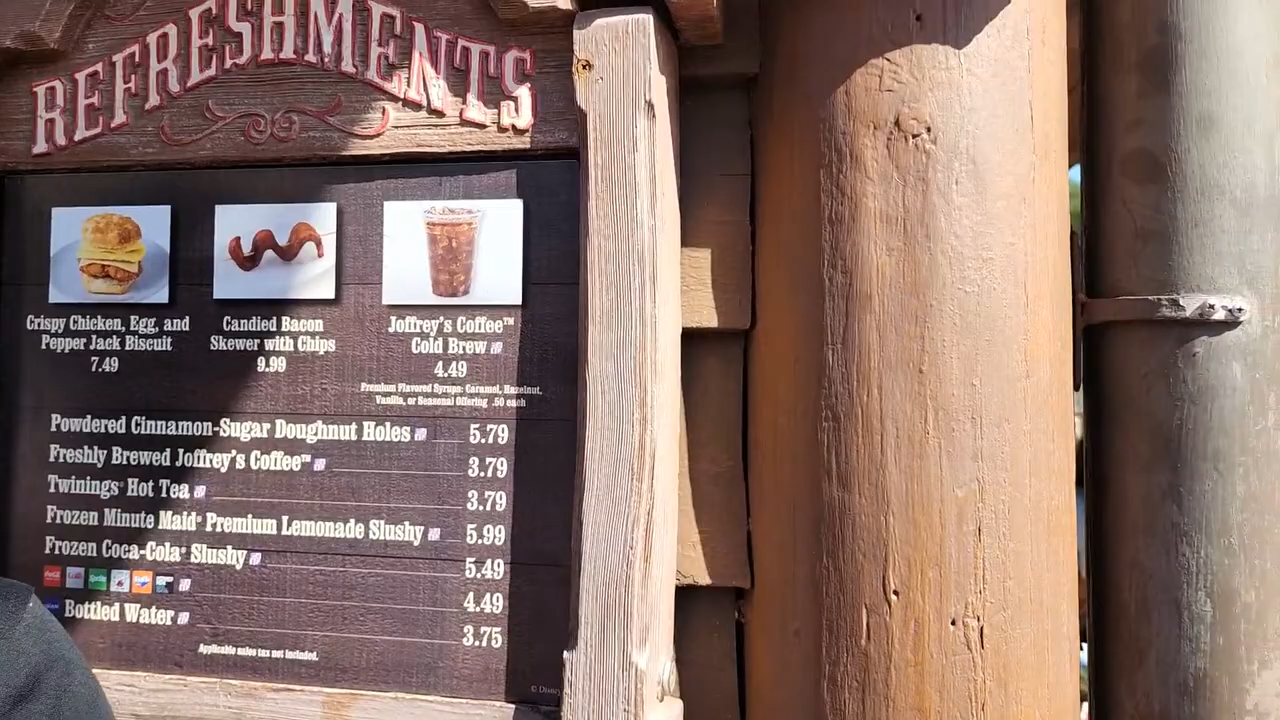 REFRESHMENTS
Crispy Chicken, Egg, and
Pepper Jack Biscuit
7.49
Candied Bacon
Skewer with Chips
9.99
Joffrey's Coffee™
Cold Brew
4.49
Premium Flavored Syrups: Caramel, Hazelnut,
Vanilla, or Seasonal Offering .50 each
Powdered Cinnamon-Sugar Doughnut Holes 5.79
Freshly Brewed Joffrey's Coffee™ 3.79
Twinings® Hot Tea 3.79
Frozen Minute Maid® Premium Lemonade Slushy 5.99
Frozen Coca-Cola® Slushy 5.49
4.49
Bottled Water 3.75
Applicable sales tax not included.
© Disney